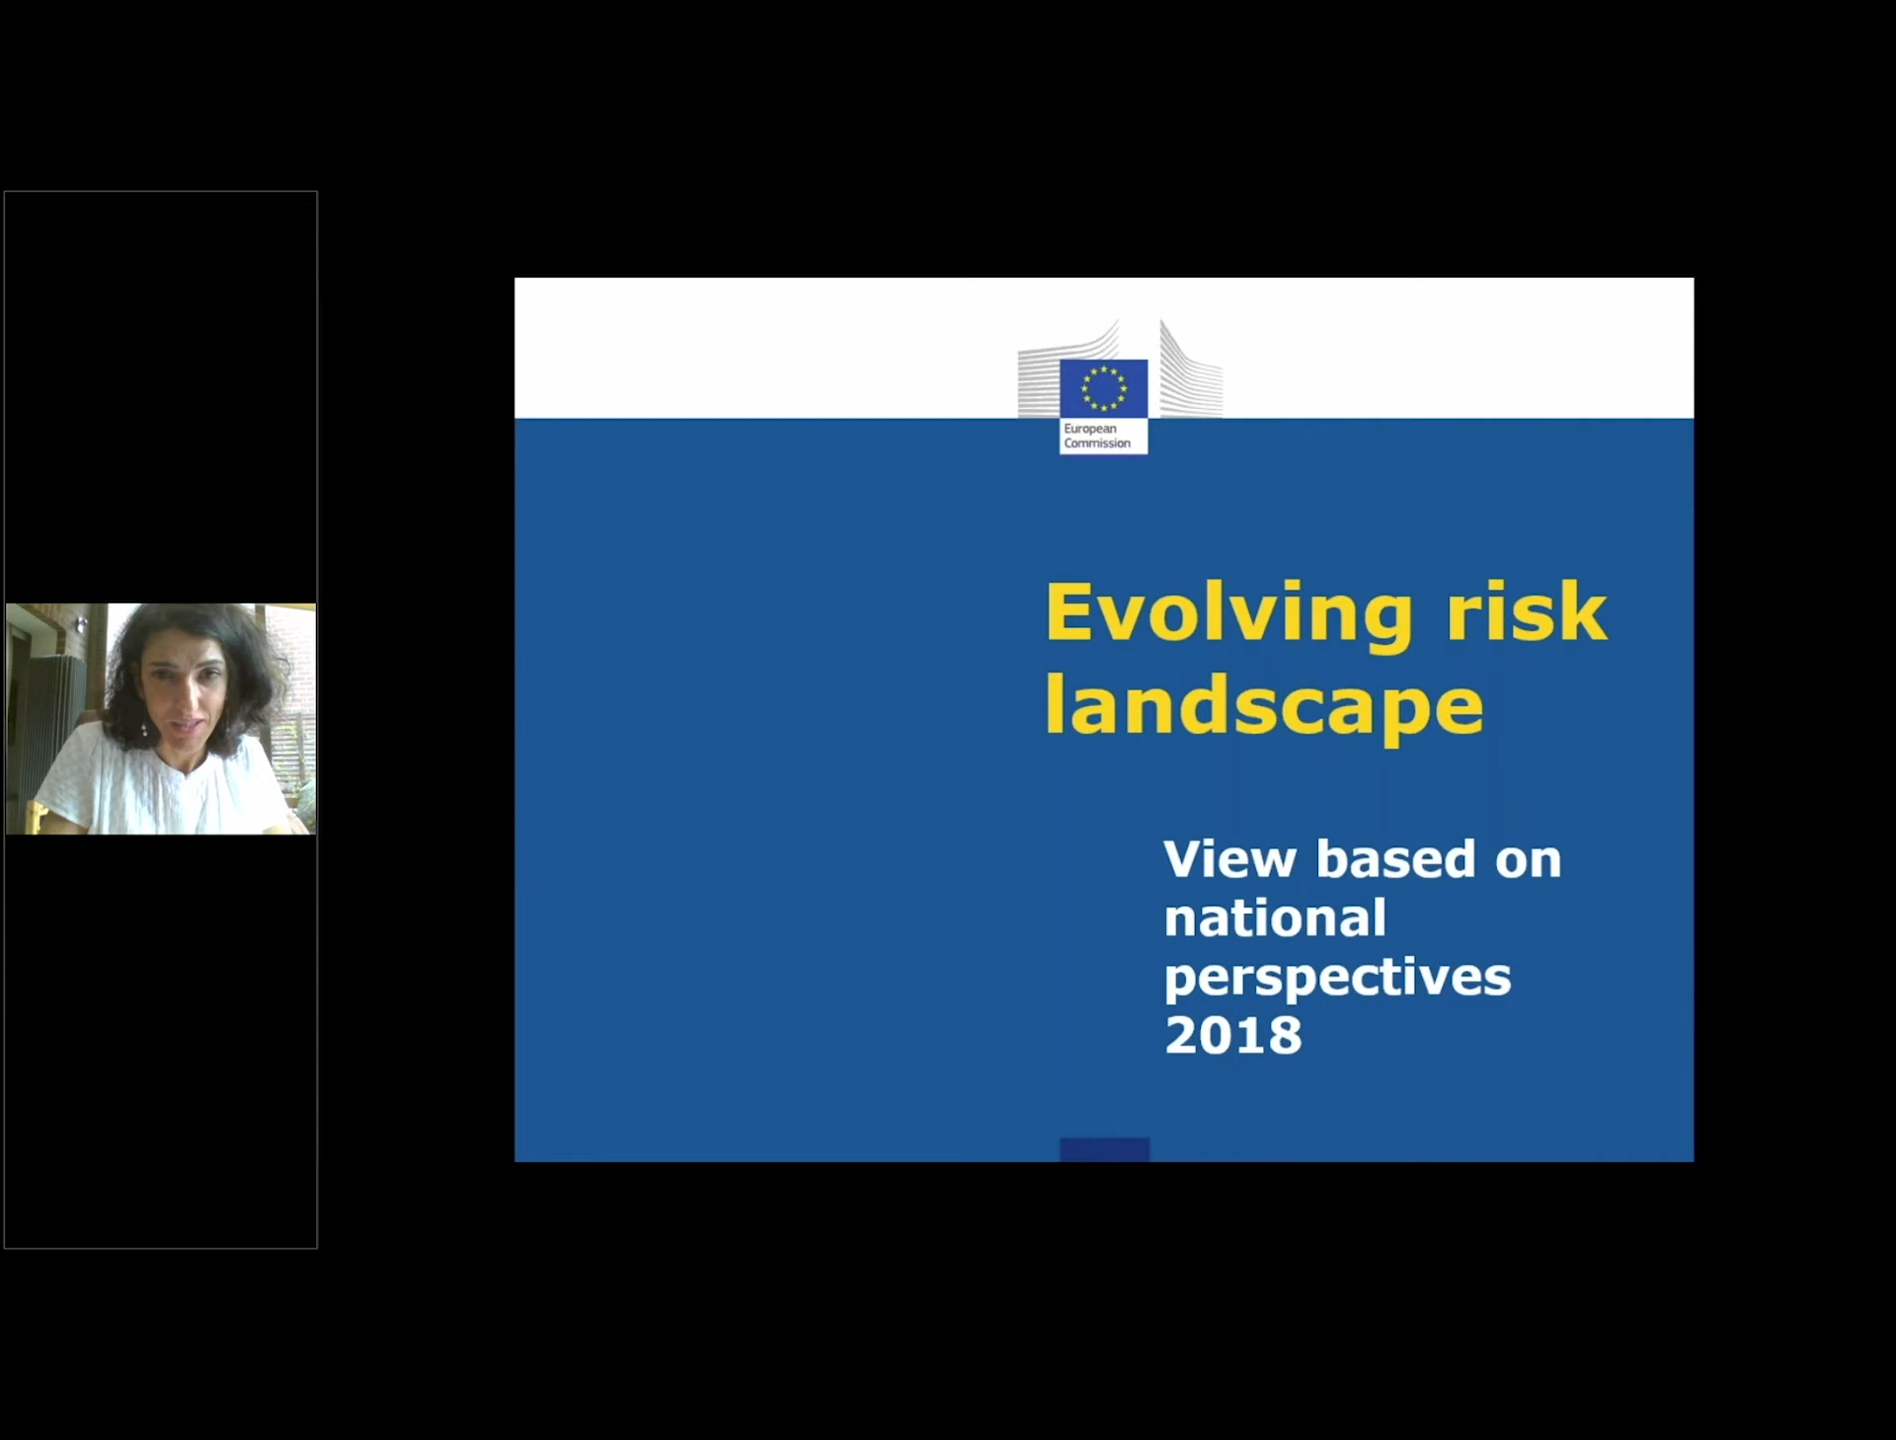 European
Commission
Evolving risk
landscape
View based on
national
perspectives
2018